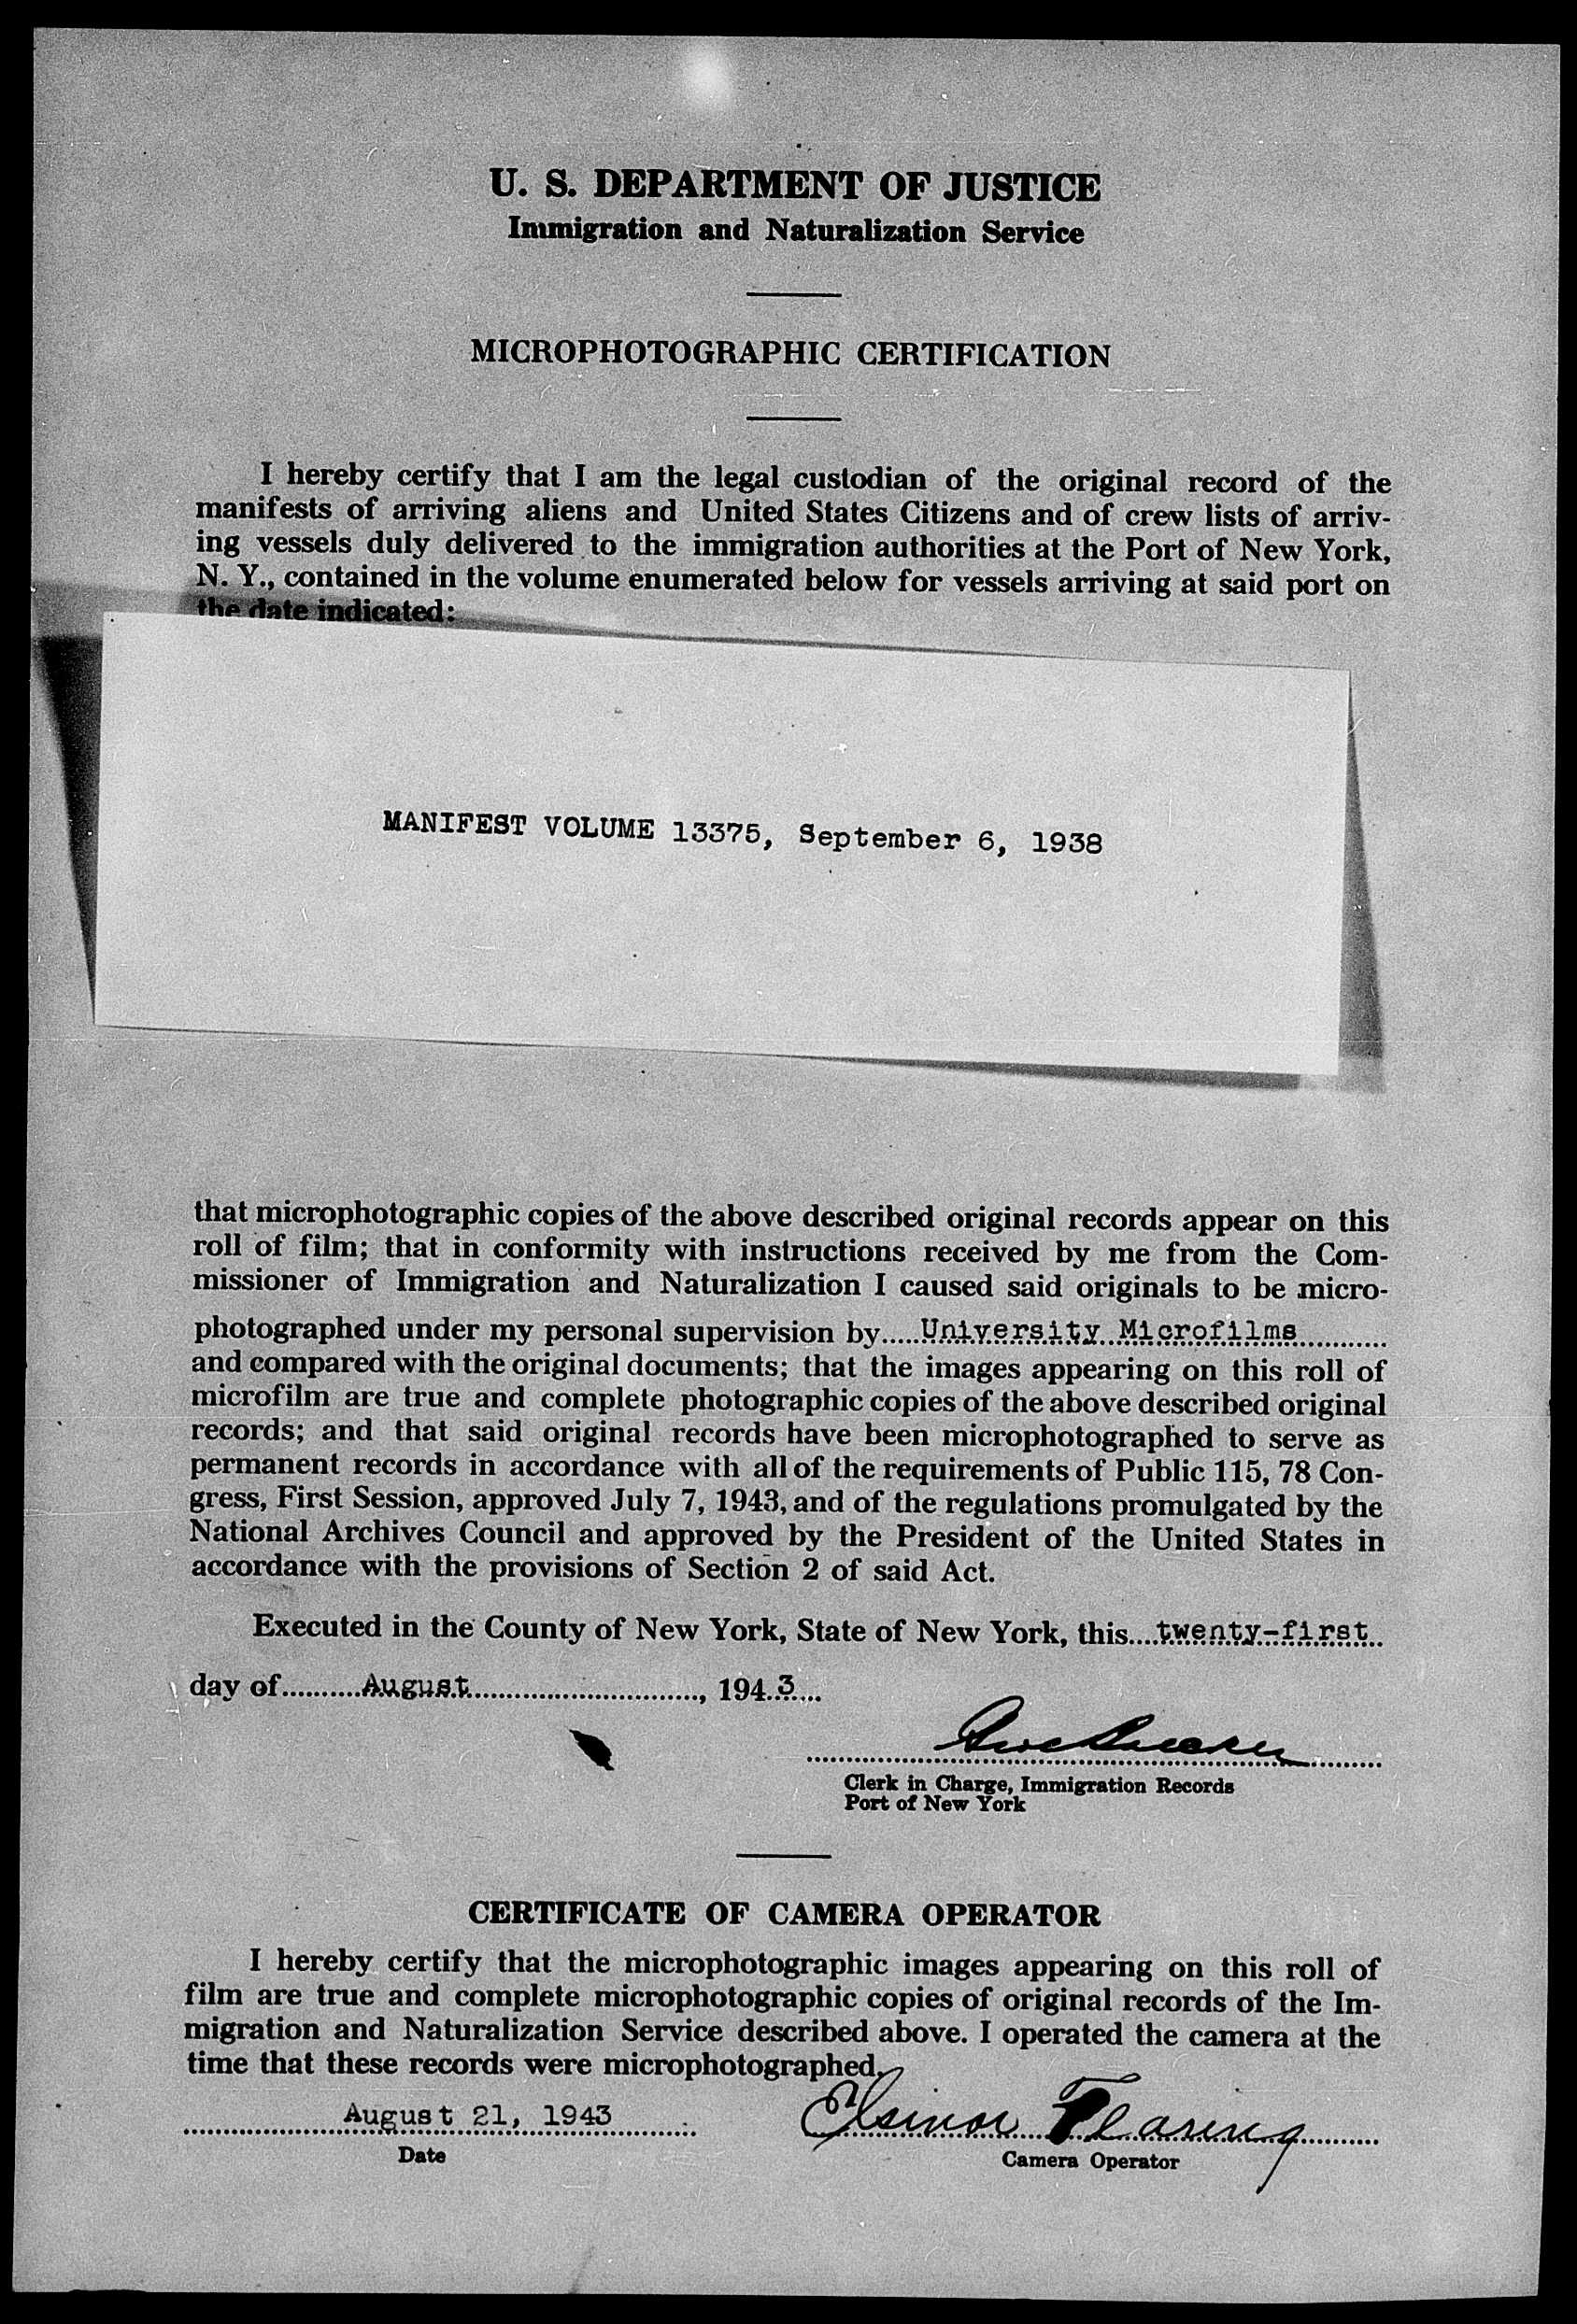 U. S. DEPARTMENT OF JUSTICE
Immigration and Naturalization Service
MICROPHOTOGRAPHIC CERTIFICATION
I hereby certify that I am the legal custodian of the original record of the
manifests of arriving aliens and United States Citizens and of crew lists of arriv-
ing vessels duly delivered to the immigration authorities at the Port of New York,
N. Y., contained in the volume enumerated below for vessels arriving at said port on
the date indicated:
MANIFEST VOLUME 13375, September 6, 1938
that microphotographic copies of the above described original records appear on this
roll of film; that in conformity with instructions received by me from the Com-
missioner of Immigration and Naturalization I caused said originals to be micro-
photographed under my personal supervision by University Microfilms
and compared with the original documents; that the images appearing on this roll of
microfilm are true and complete photographic copies of the above described original
records; and that said original records have been microphotographed to serve as
permanent records in accordance with all of the requirements of Public 115, 78 Con-
gress, First Session, approved July 7, 1943, and of the regulations promulgated by the
National Archives Council and approved by the President of the United States in
accordance with the provisions of Section 2 of said Act.
Executed in the County of New York, State of New York, this twenty-first
day of August, 1943
Clerk in Charge, Immigration Records
Port of New York
CERTIFICATE OF CAMERA OPERATOR
I hereby certify that the microphotographic images appearing on this roll of
film are true and complete microphotographic copies of original records of the Im-
migration and Naturalization Service described above. I operated the camera at the
time that these records were microphotographed.
August 21, 1943
Date
Camera Operator